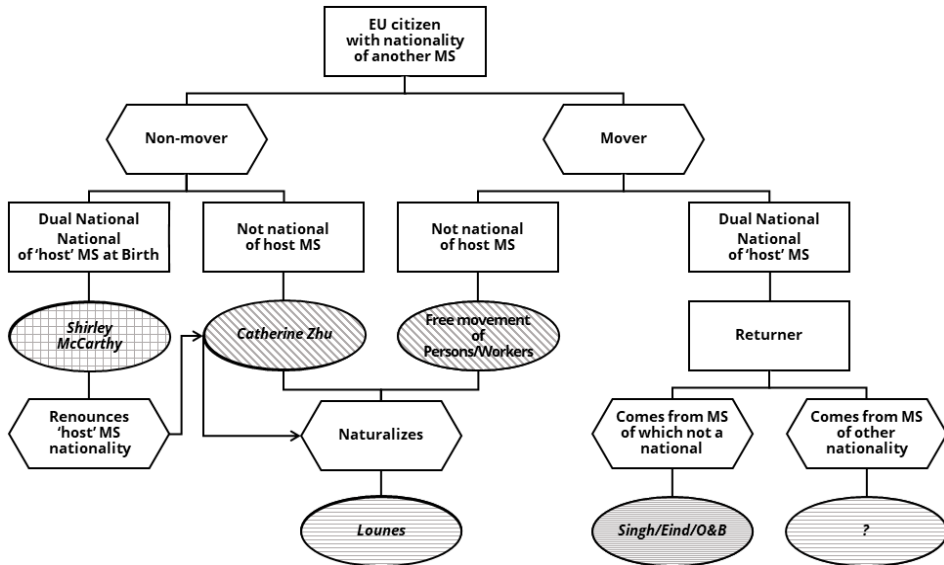 EU citizen
with nationality
of another MS
Non-mover
Mover
Dual National
National
of ‘host’ MS at Birth
Not national
of host MS
Not national
of host MS
Dual National
National
of ‘host’ MS
Shirley
McCarthy
Catherine Zhu
Free movement
of
Persons/Workers
Returner
Renounces
‘host’ MS
nationality
Naturalizes
Comes from MS
of which not a
national
Comes from MS
of other
nationality
Lounes
Singh/Eind/O&B
?